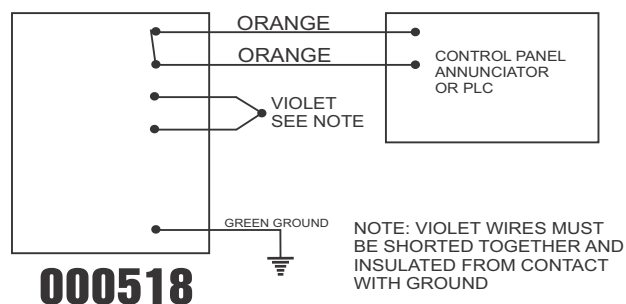 ORANGE
ORANGE
CONTROL PANEL
ANNUNCIATOR
OR PLC
VIOLET
SEE NOTE
GREEN GROUND
NOTE: VIOLET WIRES MUST
BE SHORTED TOGETHER AND
INSULATED FROM CONTACT
WITH GROUND
000518